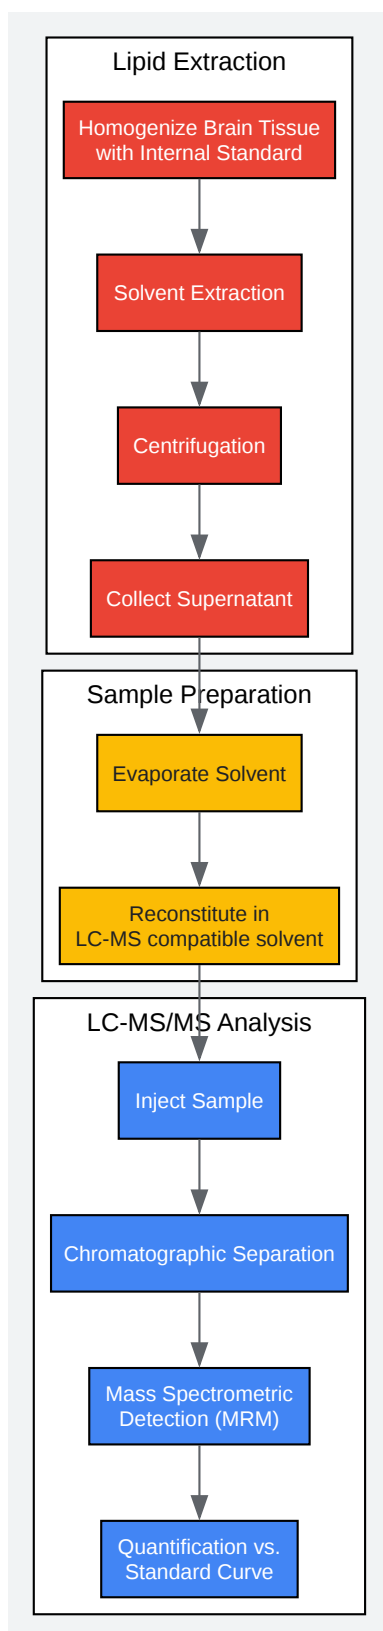 Lipid Extraction
Homogenize Brain Tissue
with Internal Standard
Solvent Extraction
Centrifugation
Collect Supernatant
Sample Preparation
Evaporate Solvent
Reconstitute in
LC-MS compatible solvent
LC-MS/MS Analysis
Inject Sample
Chromatographic Separation
Mass Spectrometric
Detection (MRM)
Quantification vs.
Standard Curve